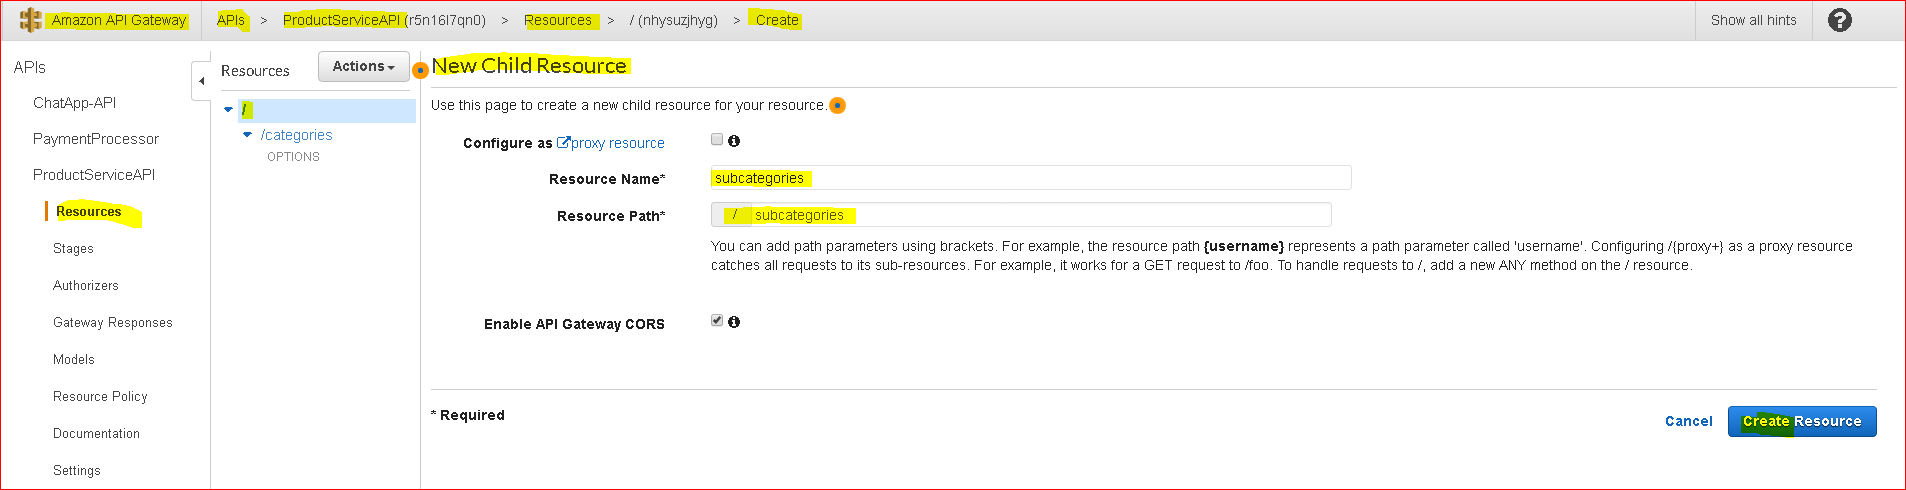 Amazon API Gateway APIs > ProductServiceAPI (r5n16l7qn0) > Resources > / (nhysuzjhyg) > Create Show all hints ?
APIs
ChatApp-API
PaymentProcessor
ProductServiceAPI
Resources
Stages
Authorizers
Gateway Responses
Models
Resource Policy
Documentation
Settings
Resources Actions
/
/categories
OPTIONS
New Child Resource
Use this page to create a new child resource for your resource.
Configure as proxy resource
Resource Name* subcategories
Resource Path* / subcategories
You can add path parameters using brackets. For example, the resource path {username} represents a path parameter called 'username'. Configuring /{proxy+} as a proxy resource
catches all requests to its sub-resources. For example, it works for a GET request to /foo. To handle requests to /, add a new ANY method on the / resource.
Enable API Gateway CORS
* Required
Cancel Create Resource